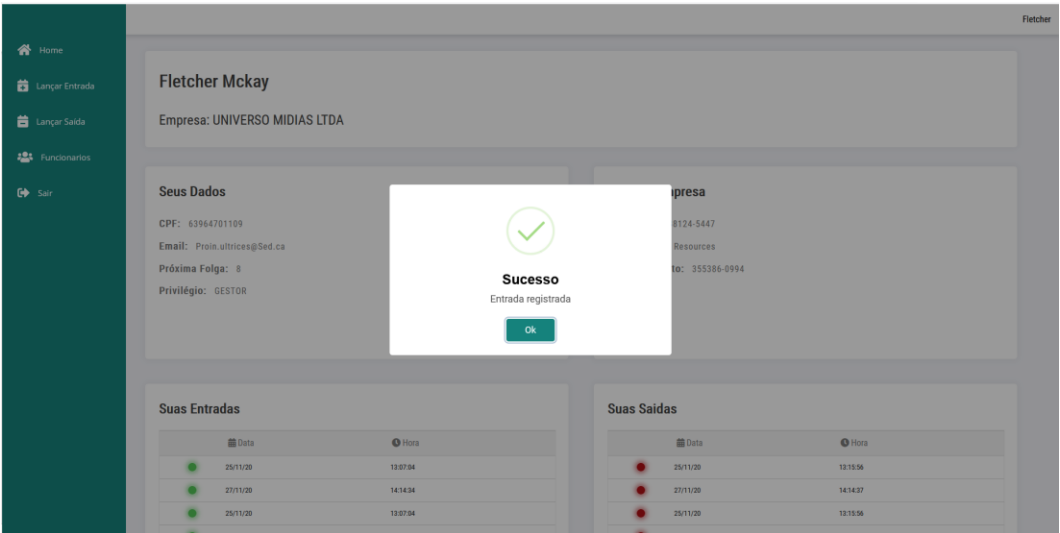 Fletcher
Home
Lançar Entrada
Lançar Saída
Funcionarios
Sair
Fletcher Mckay
Empresa: UNIVERSO MIDIAS LTDA
Seus Dados
CPF: 63964701109
Email: Proin.ultrices@Sed.ca
Próxima Folga: 8
Privilégio: GESTOR
presa
8124-5447
Resources
to: 355386-0994
Sucesso
Entrada registrada
Ok
Suas Entradas
Data Hora
25/11/20 13:07:04
27/11/20 14:14:34
25/11/20 13:07:04
Suas Saidas
Data Hora
25/11/20 13:15:56
27/11/20 14:14:37
25/11/20 13:15:56